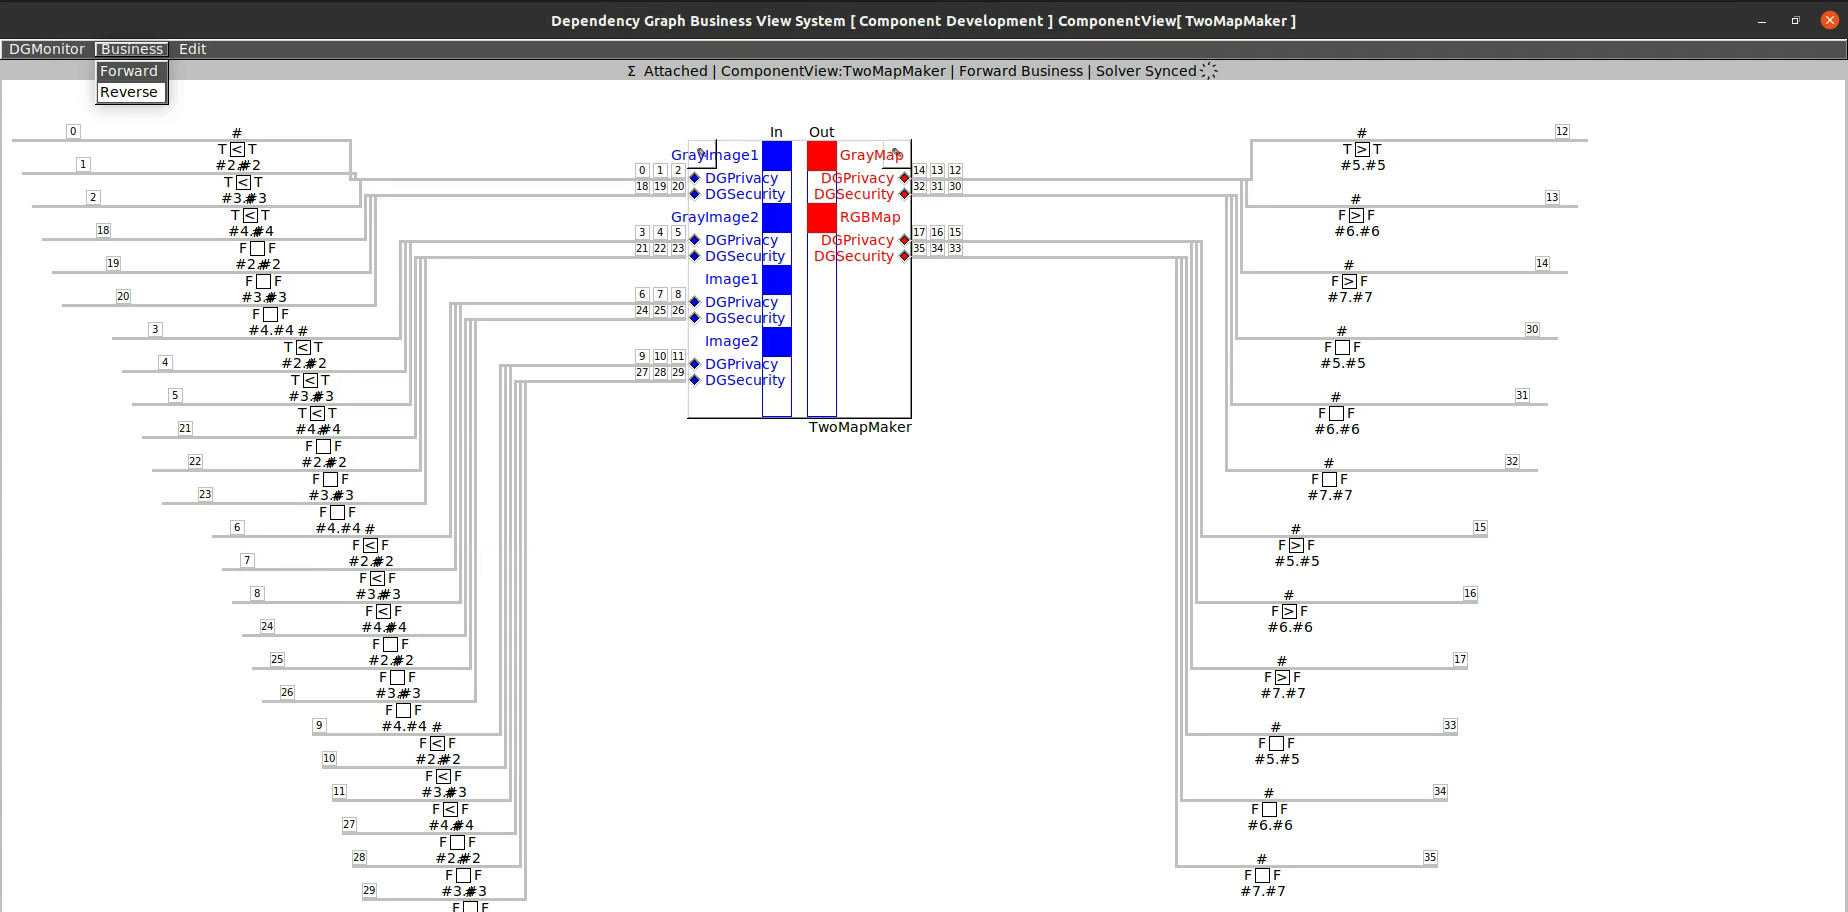 Dependency Graph Business View System [ Component Development ] ComponentView[ TwoMapMaker ]
DGMonitor Business Edit
Forward
Reverse
Σ Attached | ComponentView:TwoMapMaker | Forward Business | Solver Synced
In Out
GrayImage1 GrayMap
0 1 2 DGPrivacy DGPrivacy 14 13 12
18 19 20 DGSecurity DGSecurity 32 31 30
GrayImage2 RGBMap
3 4 5 DGPrivacy DGPrivacy 17 16 15
21 22 23 DGSecurity DGSecurity 35 34 33
Image1
6 7 8 DGPrivacy
24 25 26 DGSecurity
Image2
9 10 11 DGPrivacy
27 28 29 DGSecurity
TwoMapMaker
0 #
T < T
#2.#2
1 #
T < T
#3.#3
2 #
T < T
#4.#4
18 #
F F
#2.#2
19 #
F F
#3.#3
20 #
F F
#4.#4
3 #
T < T
#2.#2
4 #
T < T
#3.#3
5 #
T < T
#4.#4
21 #
F F
#2.#2
22 #
F F
#3.#3
23 #
F F
#4.#4
6 #
F < F
#2.#2
7 #
F < F
#3.#3
8 #
F < F
#4.#4
24 #
F F
#2.#2
25 #
F F
#3.#3
26 #
F F
#4.#4
9 #
F < F
#2.#2
10 #
F < F
#3.#3
11 #
F < F
#4.#4
27 #
F F
#2.#2
28 #
F F
#3.#3
29 #
F F
# 12
T > T
#5.#5
# 13
F > F
#6.#6
# 14
F > F
#7.#7
# 30
F F
#5.#5
# 31
F F
#6.#6
# 32
F F
#7.#7
# 15
F > F
#5.#5
# 16
F > F
#6.#6
# 17
F > F
#7.#7
# 33
F F
#5.#5
# 34
F F
#6.#6
# 35
F F
#7.#7